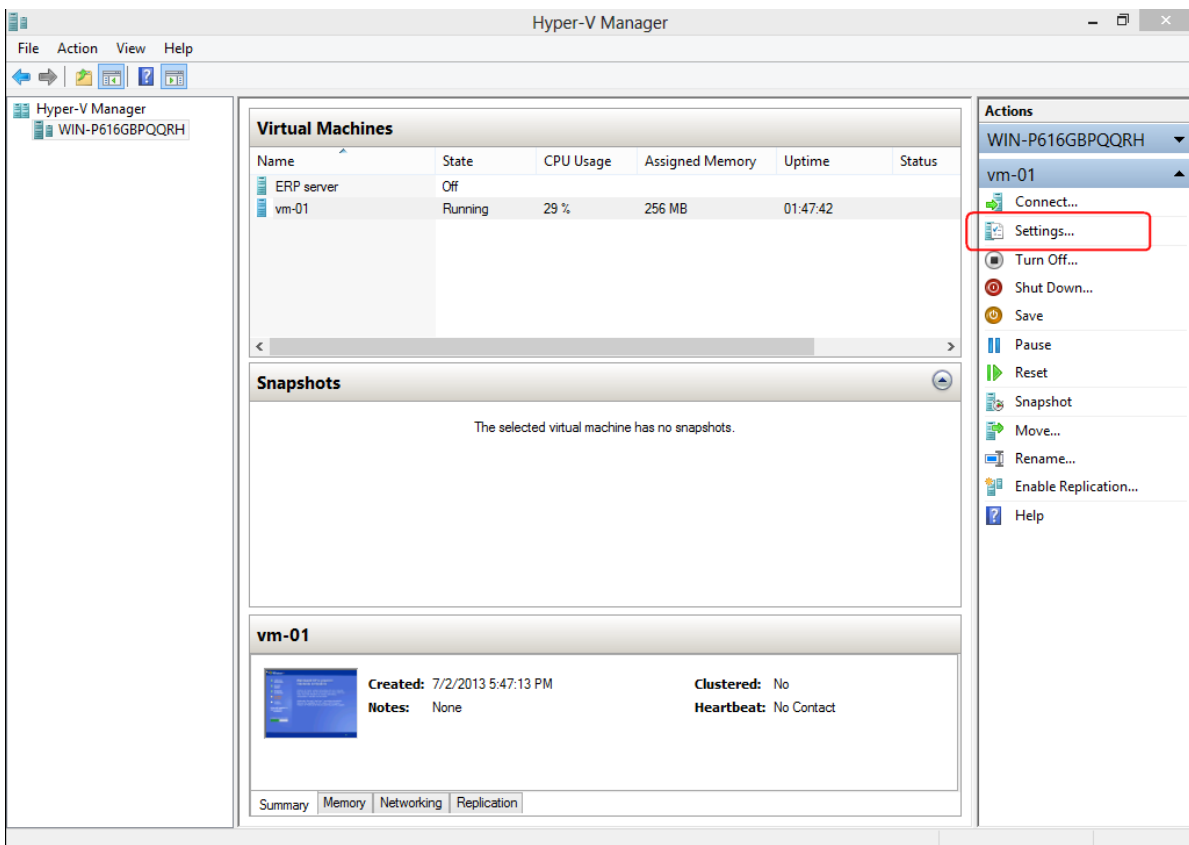 Hyper-V Manager
File Action View Help
Hyper-V Manager
WIN-P616GBPQQRH
Virtual Machines
Name State CPU Usage Assigned Memory Uptime Status
ERP server Off
vm-01 Running 29 % 256 MB 01:47:42
Snapshots
The selected virtual machine has no snapshots.
vm-01
Created: 7/2/2013 5:47:13 PM Clustered: No
Notes: None Heartbeat: No Contact
Summary Memory Networking Replication
Actions
WIN-P616GBPQQRH
vm-01
Connect...
Settings...
Turn Off...
Shut Down...
Save
Pause
Reset
Snapshot
Move...
Rename...
Enable Replication...
Help